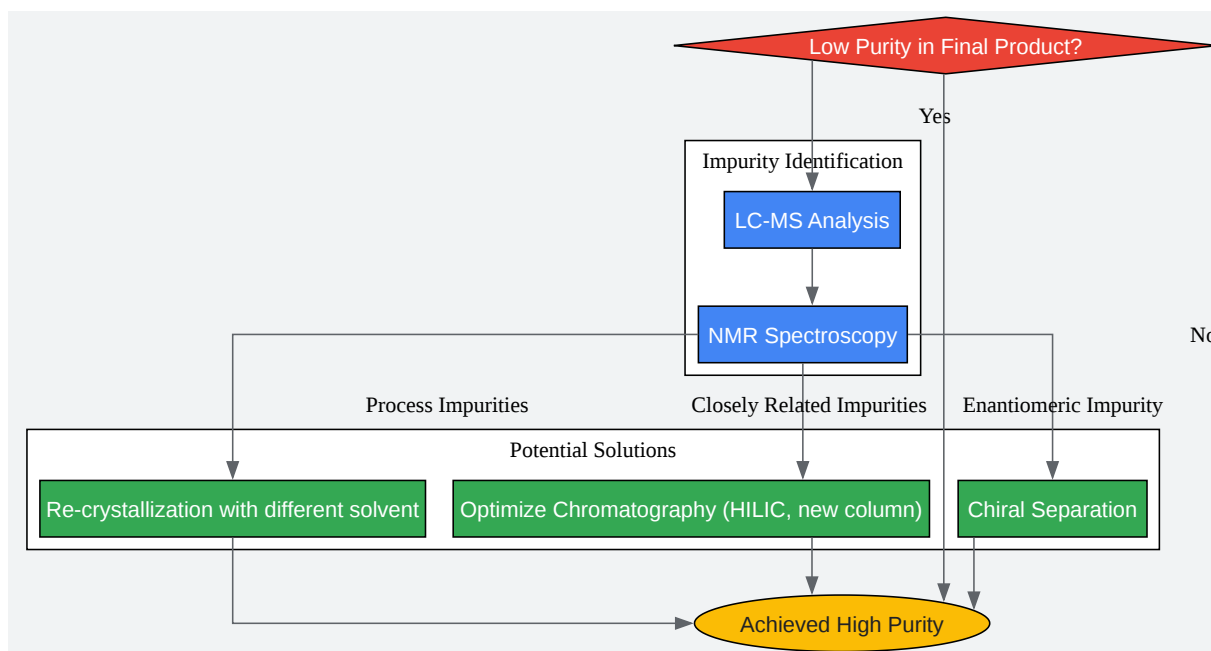 Low Purity in Final Product?
Yes
Impurity Identification
LC-MS Analysis
NMR Spectroscopy
No
Process Impurities
Closely Related Impurities
Enantiomeric Impurity
Potential Solutions
Re-crystallization with different solvent
Optimize Chromatography (HILIC, new column)
Chiral Separation
Achieved High Purity